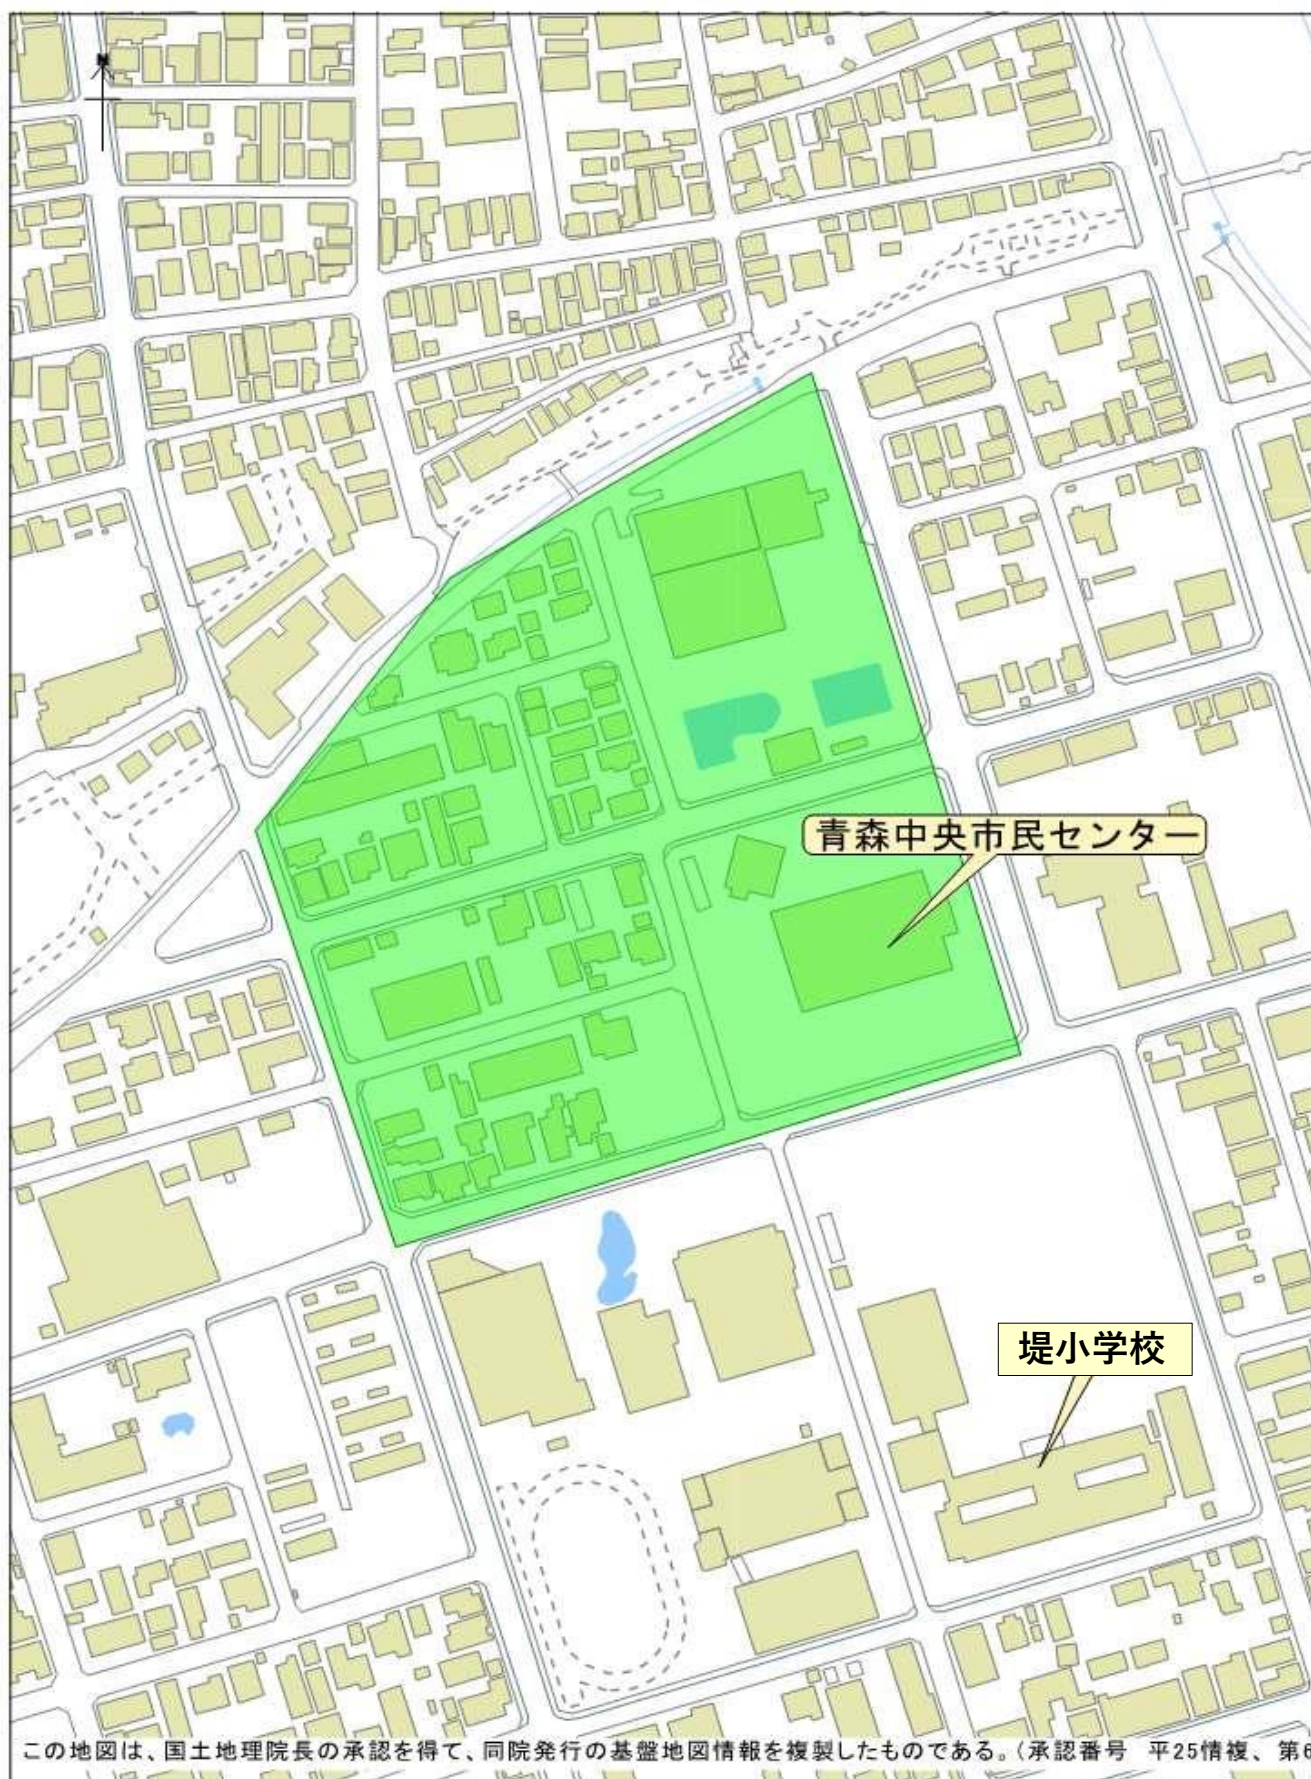 N
青森中央市民センター
堤小学校
この地図は、国土地理院長の承認を得て、同院発行の基盤地図情報を複製したものである。（承認番号　平25情複、第6